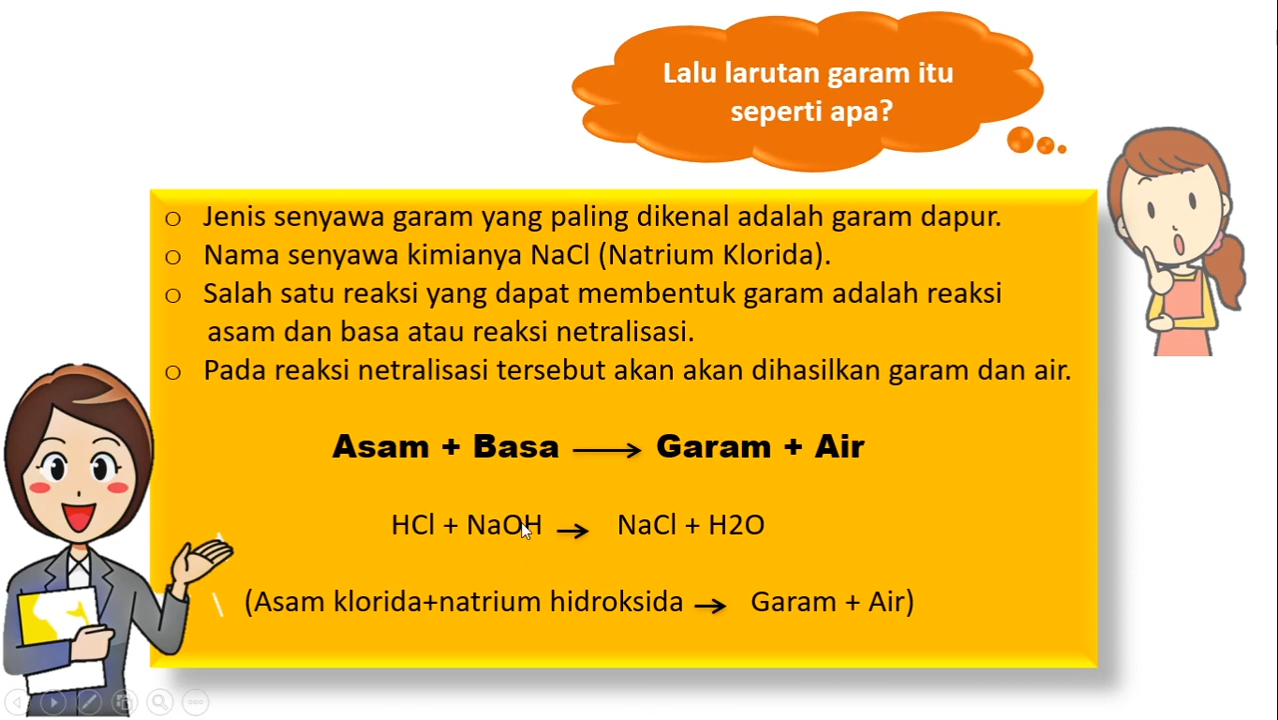 Lalu larutan garam itu
seperti apa?
o Jenis senyawa garam yang paling dikenal adalah garam dapur.
o Nama senyawa kimianya NaCl (Natrium Klorida).
o Salah satu reaksi yang dapat membentuk garam adalah reaksi
asam dan basa atau reaksi netralisasi.
o Pada reaksi netralisasi tersebut akan akan dihasilkan garam dan air.
Asam + Basa → Garam + Air
HCl + NaOH → NaCl + H2O
(Asam klorida+natrium hidroksida → Garam + Air)